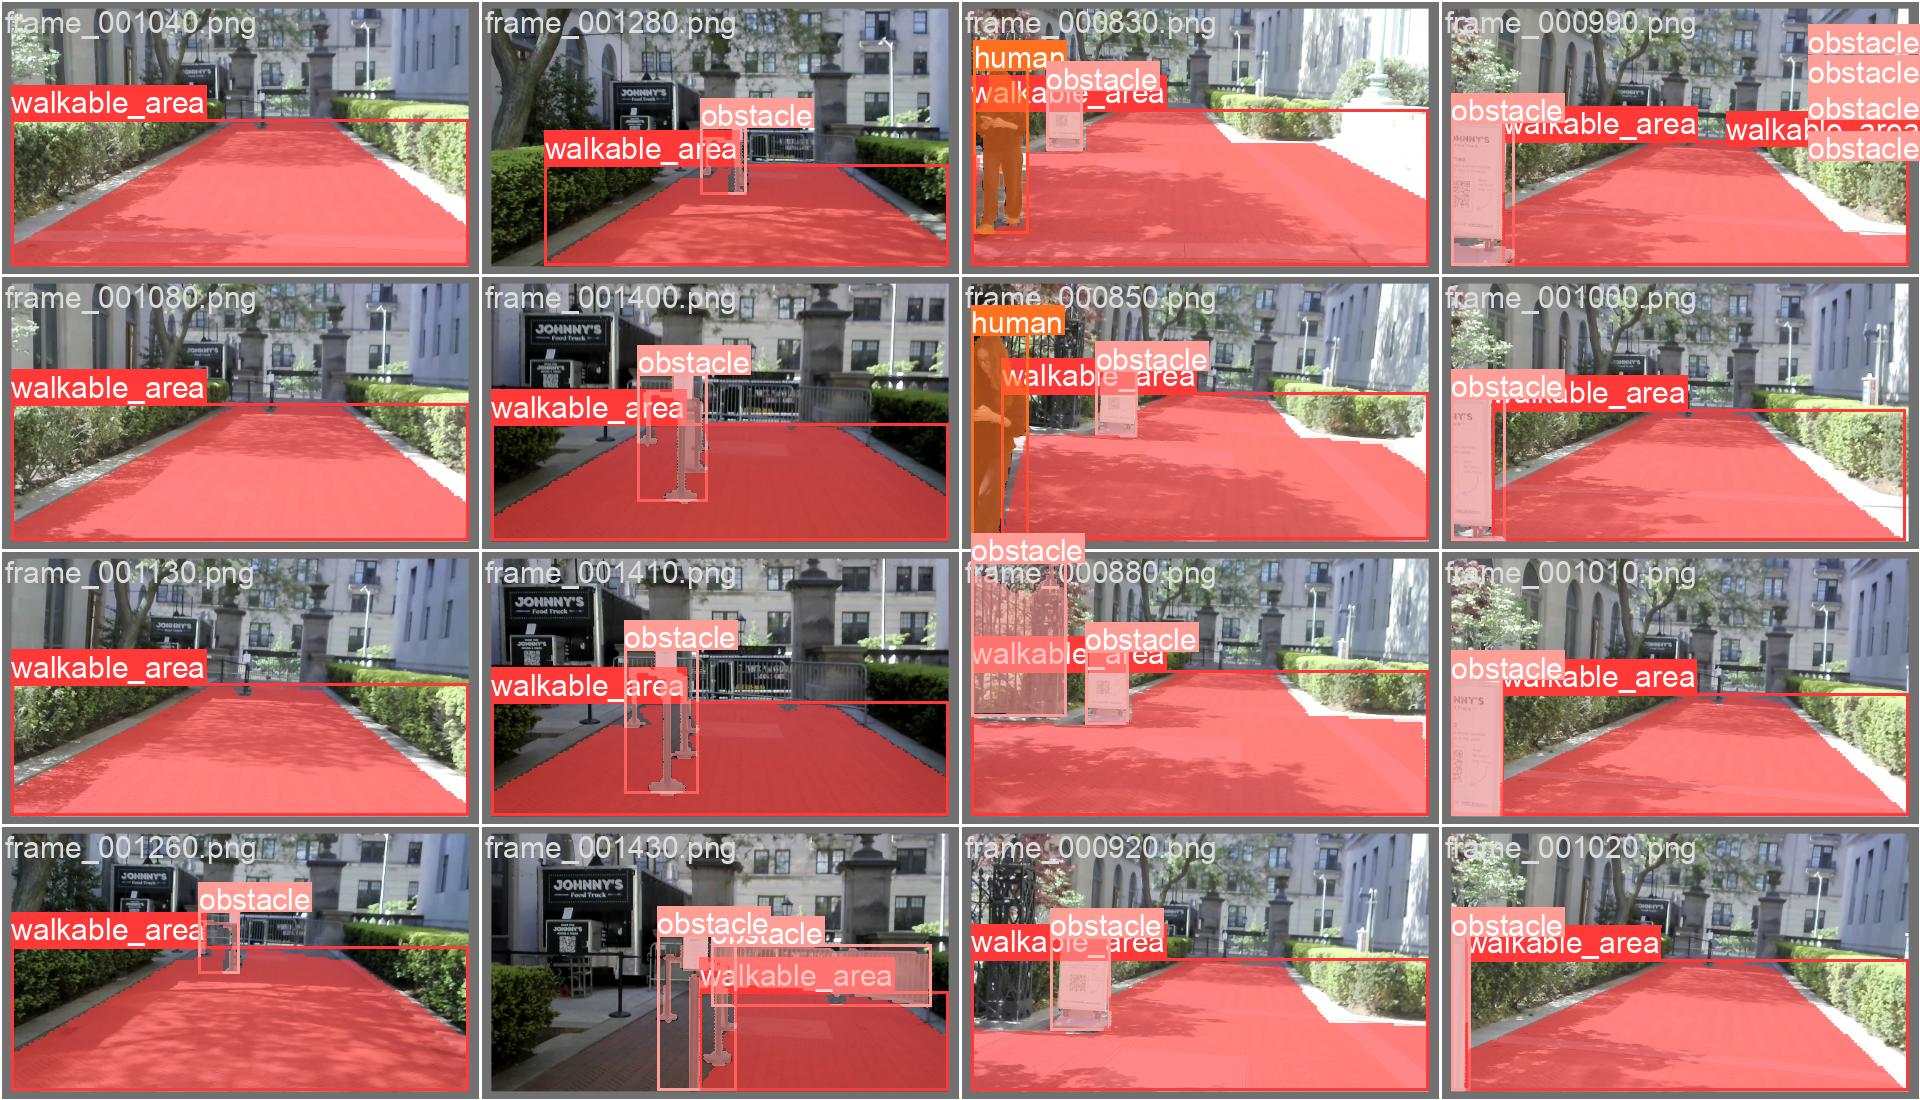 frame_001040.png
walkable_area
frame_001280.png
JOHNNY'S
Food Truck
obstacle
walkable_area
frame_000830.png
human
obstacle
walkable_area
frame_000990.png
obstacle
obstacle
obstacle
obstacle
obstacle
walkable_area
walkable_area
frame_001080.png
walkable_area
frame_001400.png
JOHNNY'S
Food Truck
obstacle
walkable_area
frame_000850.png
human
obstacle
walkable_area
frame_001000.png
obstacle
walkable_area
frame_001130.png
JOHNNY'S
walkable_area
frame_001410.png
JOHNNY'S
Food Truck
obstacle
walkable_area
obstacle
frame_000880.png
obstacle
walkable_area
frame_001010.png
obstacle
walkable_area
frame_001260.png
JOHNNY'S
Food Truck
obstacle
walkable_area
frame_001430.png
JOHNNY'S
Food Truck
obstacle
obstacle
walkable_area
frame_000920.png
obstacle
walkable_area
frame_001020.png
obstacle
walkable_area